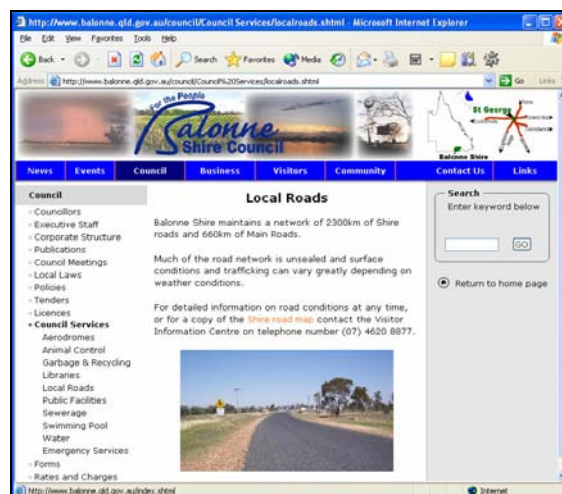 http://www.balonne.qld.gov.au/council/Council Services/localroads.shtml - Microsoft Internet Explorer
File Edit View Favorites Tools Help
Back Search Favorites Media
Address http://www.balonne.qld.gov.au/council/Council%20Services/localroads.shtml Go Links
For the People
Balonne
Shire Council
St George
Balonne Shire
News Events Council Business Visitors Community Contact Us Links
Council
Councillors
Executive Staff
Corporate Structure
Publications
Council Meetings
Local Laws
Policies
Tenders
Licences
Council Services
Aerodromes
Animal Control
Garbage & Recycling
Libraries
Local Roads
Public Facilities
Sewerage
Swimming Pool
Water
Emergency Services
Forms
Rates and Charges
Local Roads
Balonne Shire maintains a network of 2300km of Shire
roads and 660km of Main Roads.
Much of the road network is unsealed and surface
conditions and trafficking can vary greatly depending on
weather conditions.
For detailed information on road conditions at any time,
or for a copy of the Shire road map contact the Visitor
Information Centre on telephone number (07) 4620 8877.
Search
Enter keyword below
GO
Return to home page
http://www.balonne.qld.gov.au/index.shtml Internet